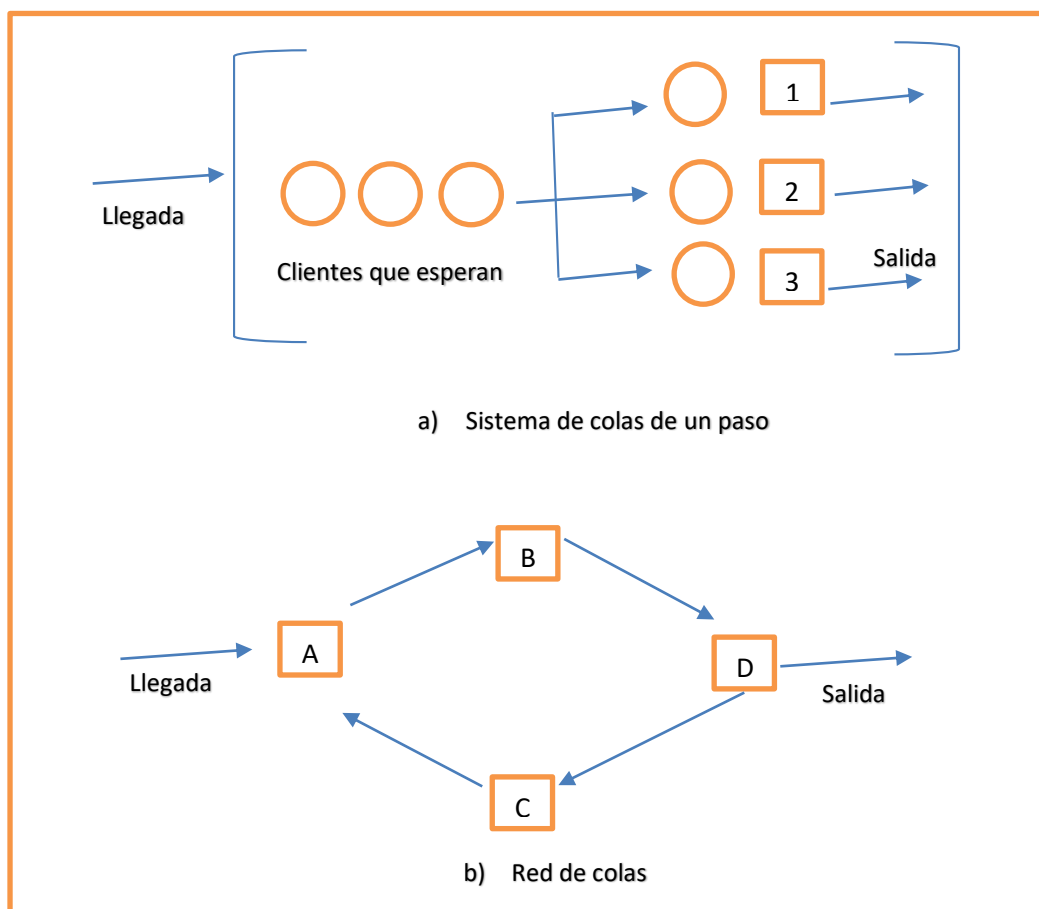 1
2
Llegada
Clientes que esperan
Salida
3
a) Sistema de colas de un paso
B
A
D
Llegada
Salida
C
b) Red de colas